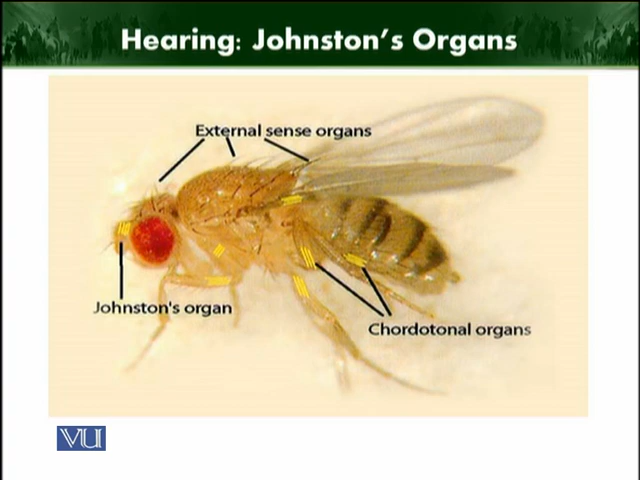 Hearing: Johnston's Organs
External sense organs
Johnston's organ
Chordotonal organs
VU